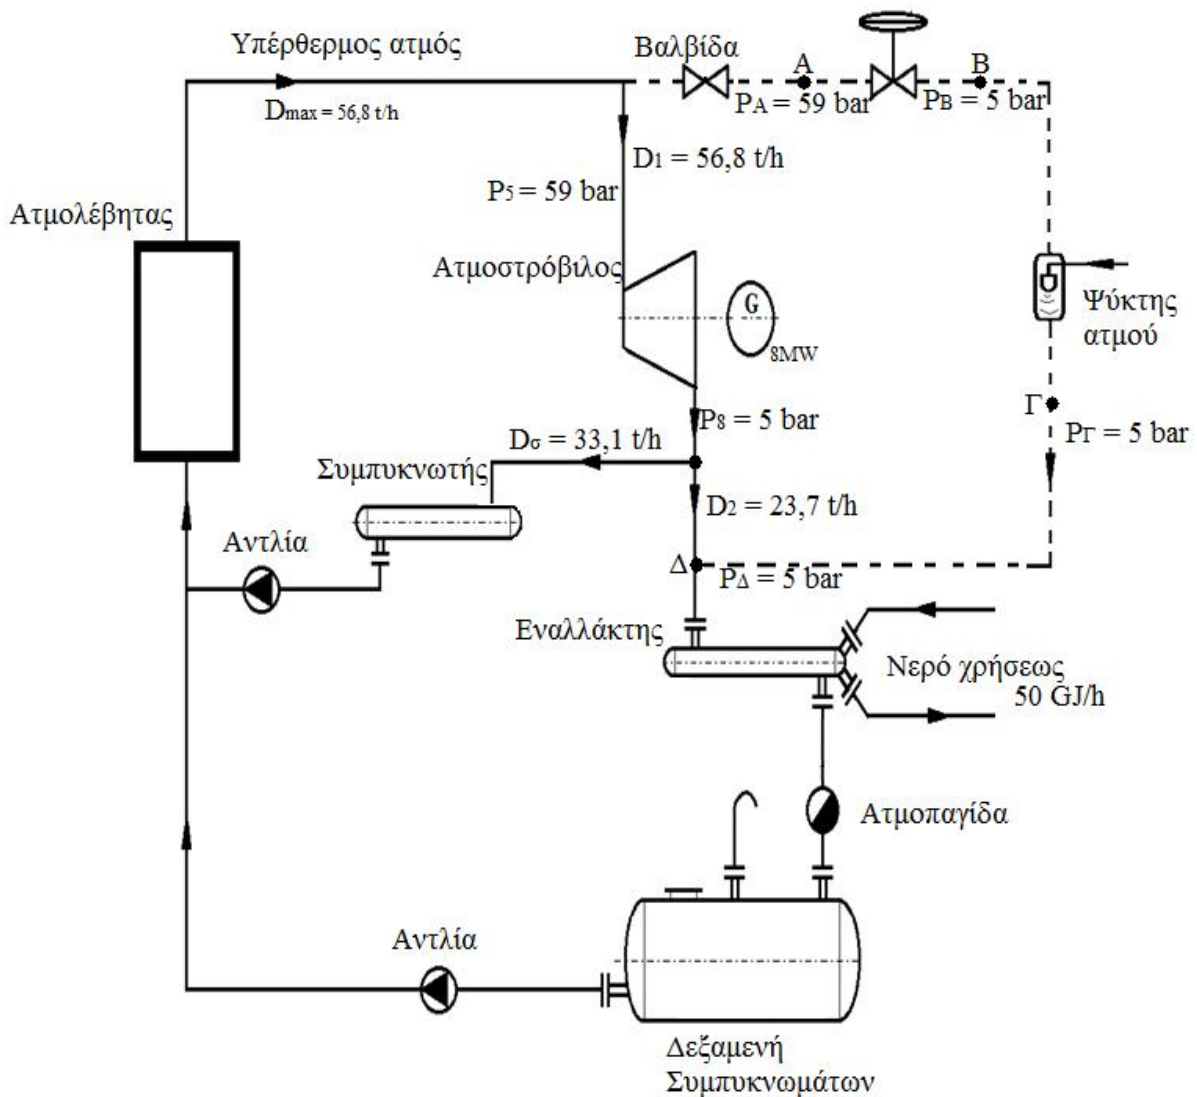 Υπέρθερμος ατμός
Βαλβίδα
A
B
Dmax = 56,8 t/h
PA = 59 bar
PB = 5 bar
D1 = 56,8 t/h
P5 = 59 bar
Ατμολέβητας
Ατμοστρόβιλος
G
8MW
Ψύκτης
ατμού
Γ
P8 = 5 bar
PΓ = 5 bar
Dσ = 33,1 t/h
Συμπυκνωτής
D2 = 23,7 t/h
Αντλία
Δ
PΔ = 5 bar
Εναλλάκτης
Νερό χρήσεως
50 GJ/h
Ατμοπαγίδα
Αντλία
Δεξαμενή
Συμπυκνωμάτων